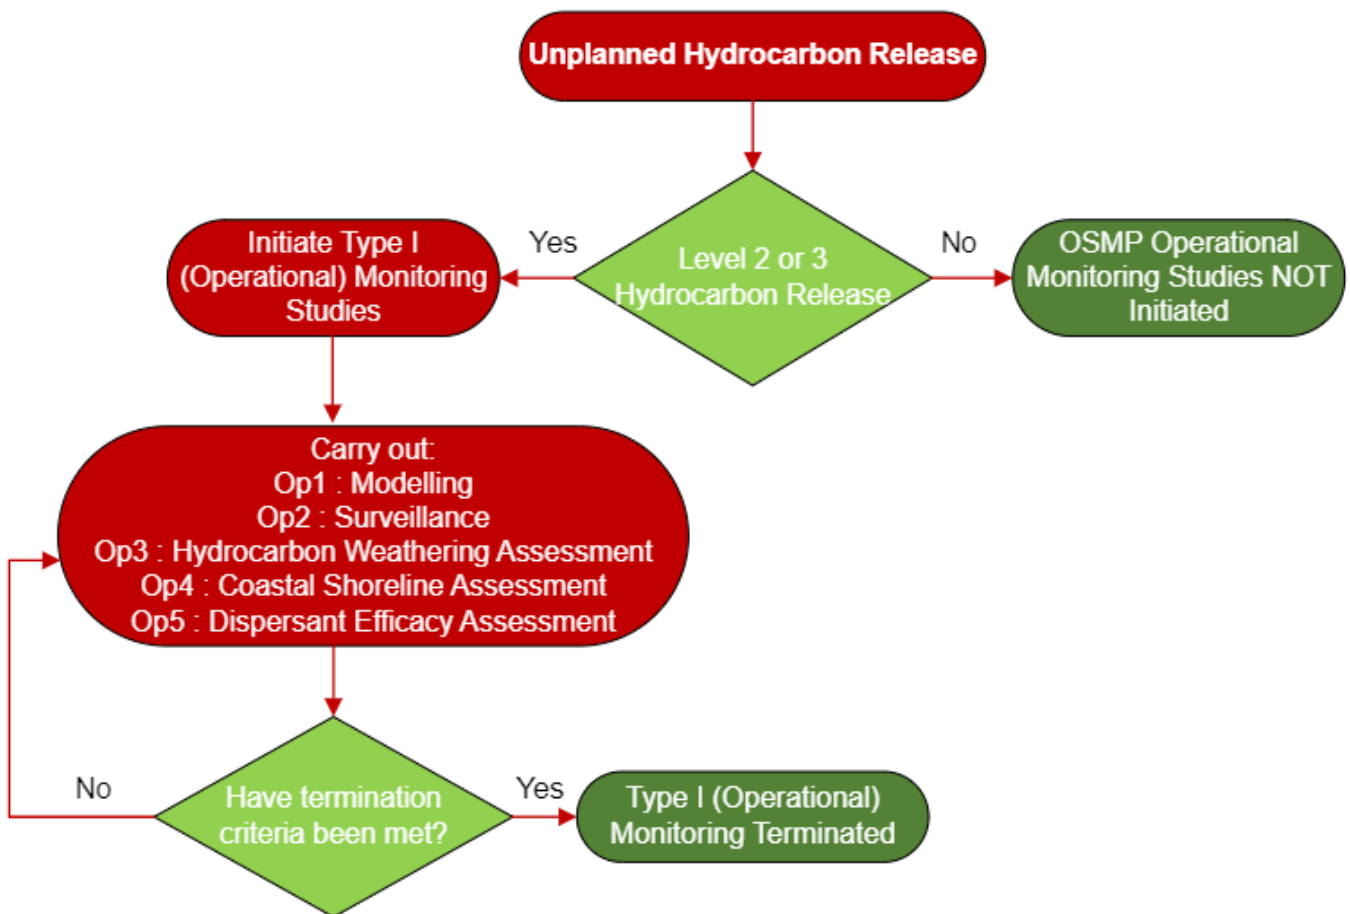 Unplanned Hydrocarbon Release
Level 2 or 3
Hydrocarbon Release
Yes
No
Initiate Type I
(Operational) Monitoring
Studies
OSMP Operational
Monitoring Studies NOT
Initiated
Carry out:
Op1 : Modelling
Op2 : Surveillance
Op3 : Hydrocarbon Weathering Assessment
Op4 : Coastal Shoreline Assessment
Op5 : Dispersant Efficacy Assessment
Have termination
criteria been met?
No
Yes
Type I (Operational)
Monitoring Terminated